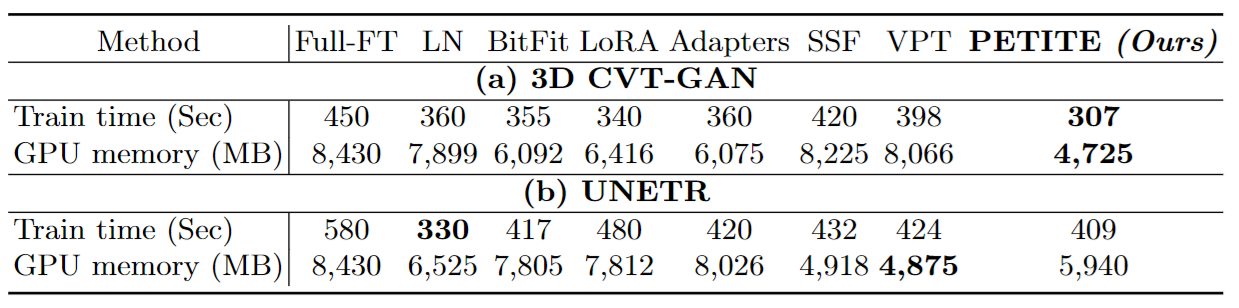 Method Full-FT LN BitFit LoRA Adapters SSF VPT PETITE (Ours)
(a) 3D CVT-GAN
Train time (Sec) 450 360 355 340 360 420 398 307
GPU memory (MB) 8,430 7,899 6,092 6,416 6,075 8,225 8,066 4,725
(b) UNETR
Train time (Sec) 580 330 417 480 420 432 424 409
GPU memory (MB) 8,430 6,525 7,805 7,812 8,026 4,918 4,875 5,940